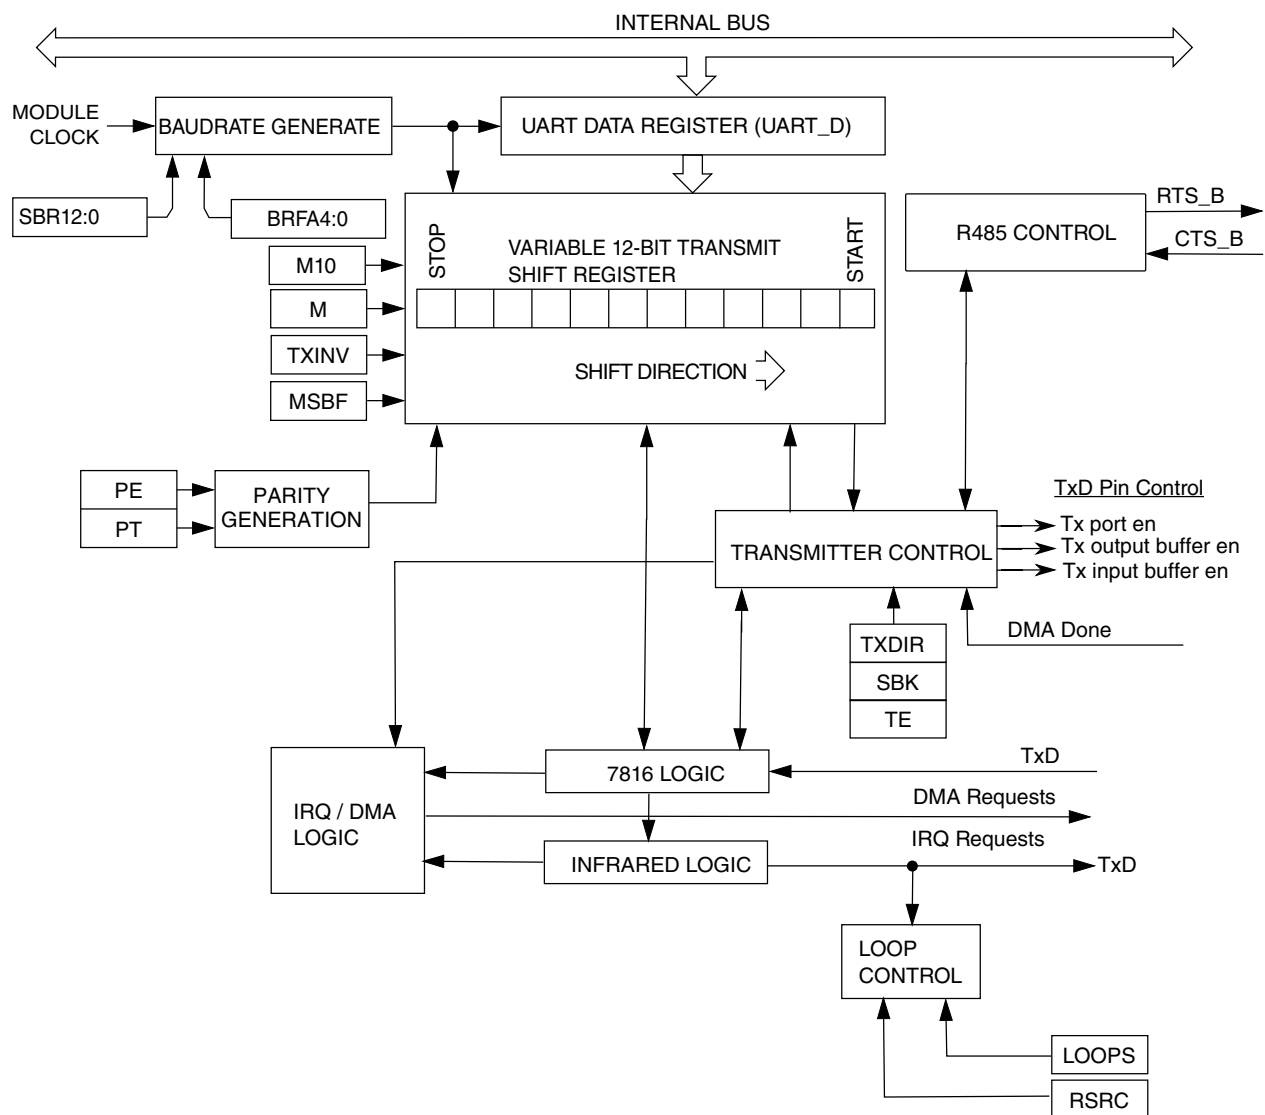 INTERNAL BUS
MODULE
CLOCK
BAUDRATE GENERATE
UART DATA REGISTER (UART_D)
SBR12:0
BRFA4:0
M10
M
TXINV
MSBF
STOP
VARIABLE 12-BIT TRANSMIT
SHIFT REGISTER
START
SHIFT DIRECTION
R485 CONTROL
RTS_B
CTS_B
PE
PT
PARITY
GENERATION
TRANSMITTER CONTROL
TxD Pin Control
Tx port en
Tx output buffer en
Tx input buffer en
DMA Done
TXDIR
SBK
TE
IRQ / DMA
LOGIC
7816 LOGIC
TxD
DMA Requests
IRQ Requests
INFRARED LOGIC
TxD
LOOP
CONTROL
LOOPS
RSRC